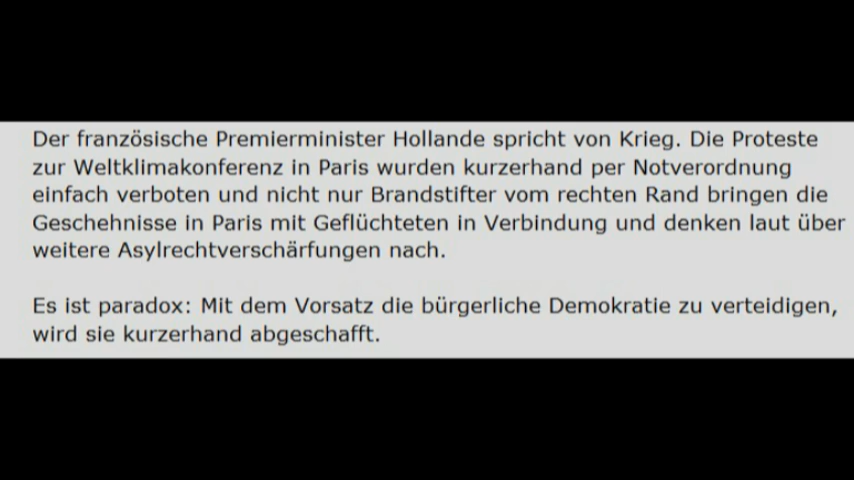 Der französische Premierminister Hollande spricht von Krieg. Die Proteste
zur Weltklimakonferenz in Paris wurden kurzerhand per Notverordnung
einfach verboten und nicht nur Brandstifter vom rechten Rand bringen die
Geschehnisse in Paris mit Geflüchteten in Verbindung und denken laut über
weitere Asylrechtverschärfungen nach.
Es ist paradox: Mit dem Vorsatz die bürgerliche Demokratie zu verteidigen,
wird sie kurzerhand abgeschafft.